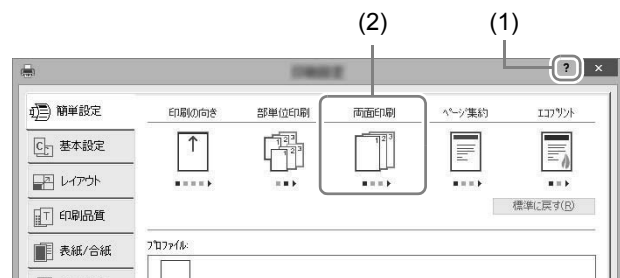 (2) (1)
?
簡単設定 印刷の向き 部単位印刷 両面印刷 ページ集約 エコプリント
基本設定
レイアウト
標準に戻す(R)
印刷品質
表紙/合紙 プロファイル: